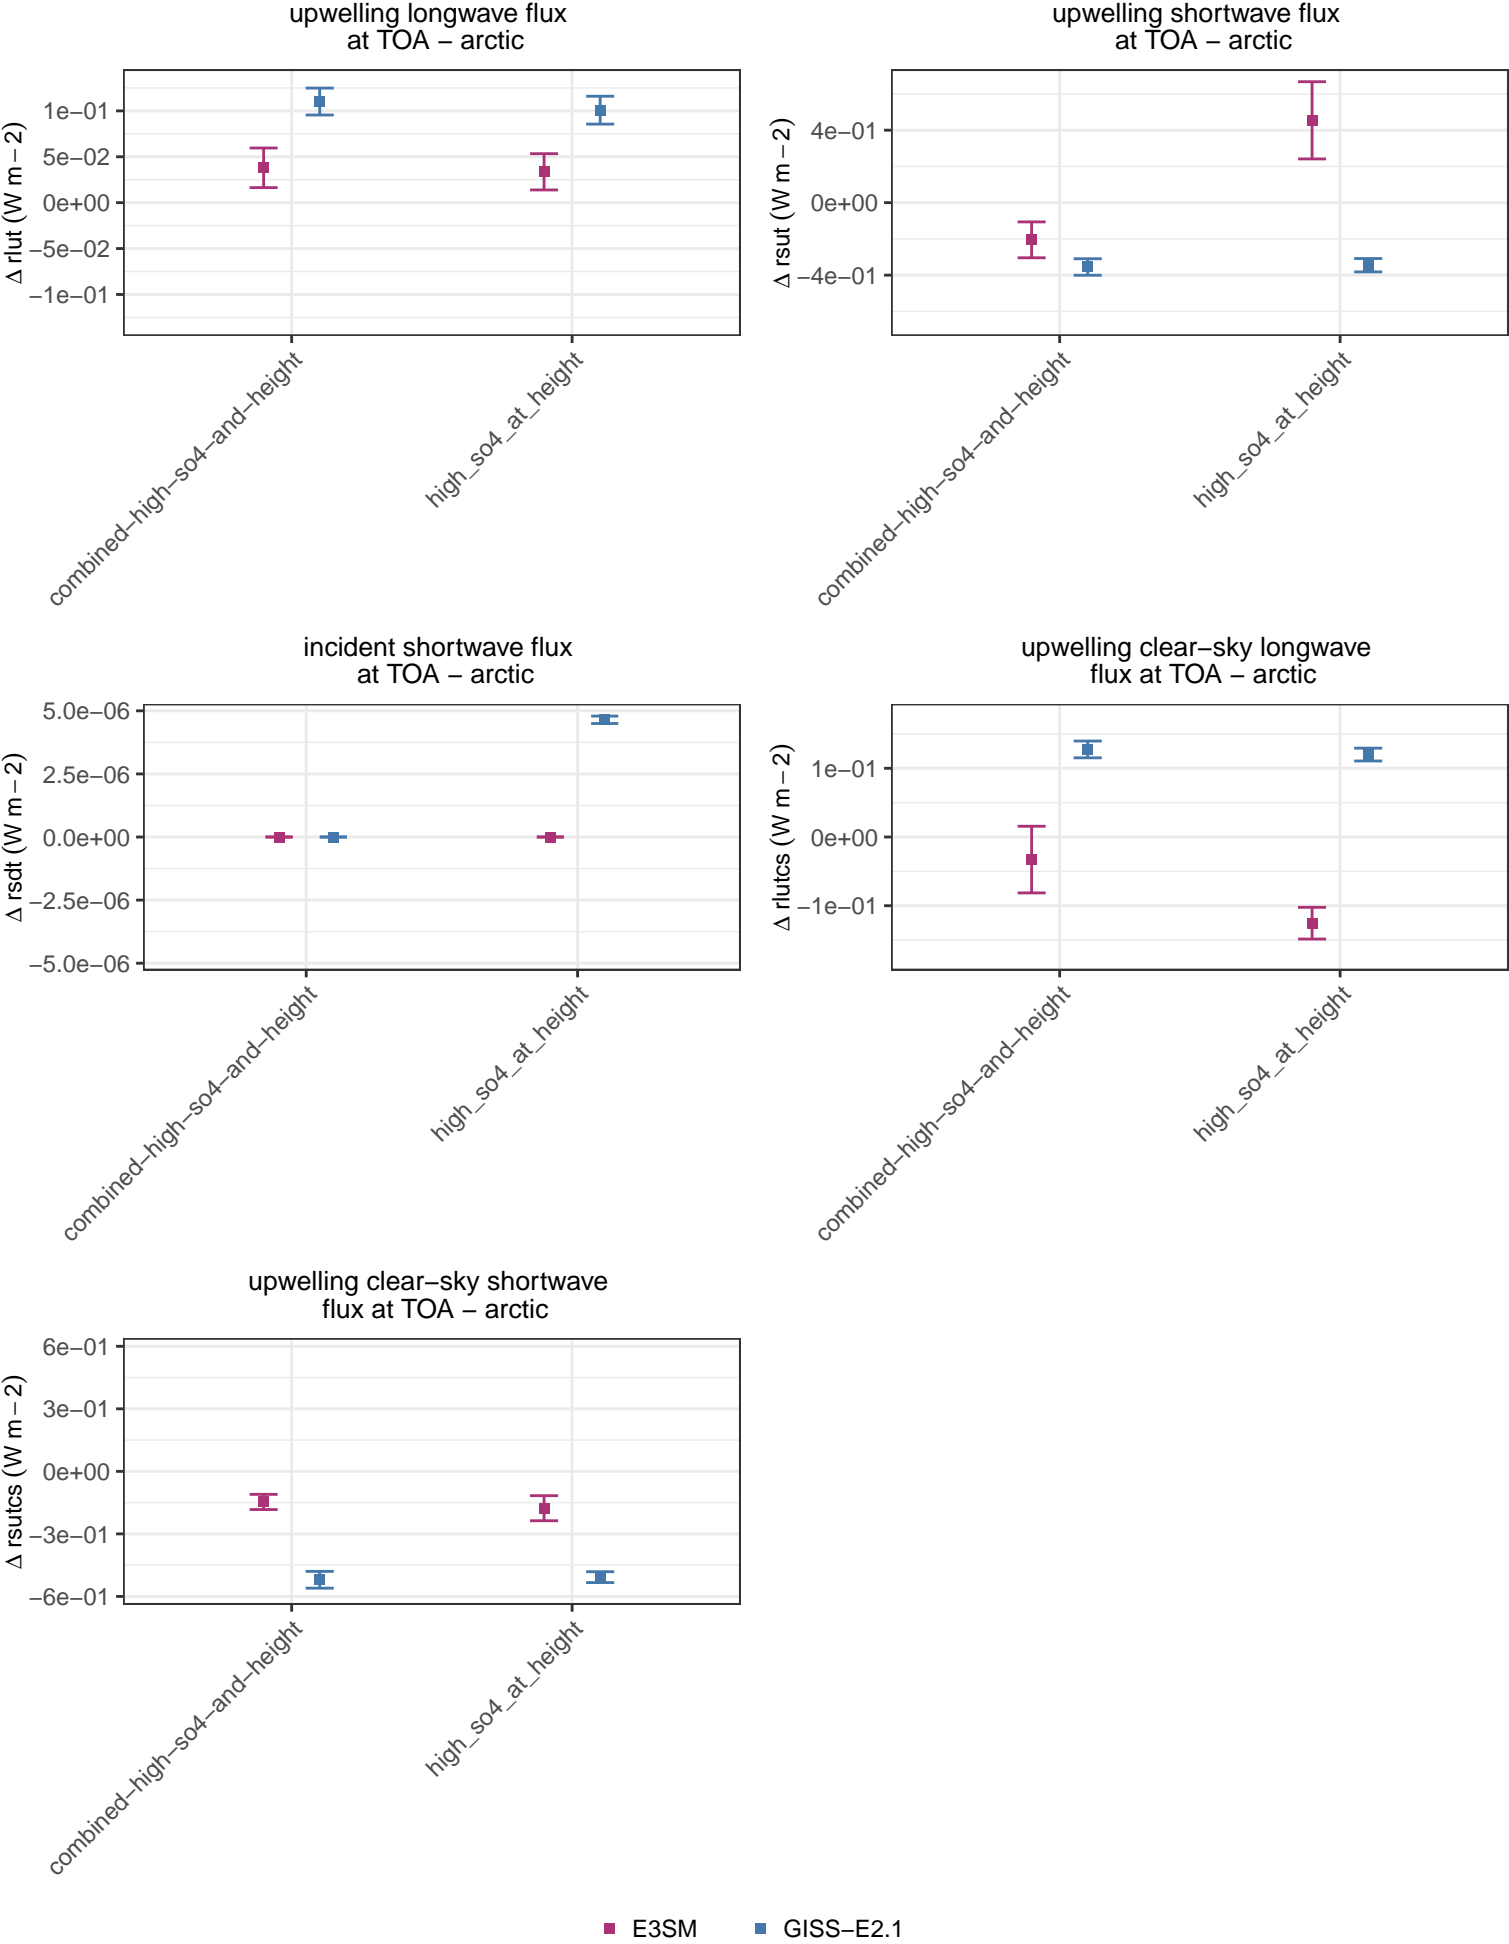 upwelling longwave flux
at TOA − arctic
Δ rlut (W m − 2)
1e−01
5e−02
0e+00
−5e−02
−1e−01
combined−high−so4−and−height
high_so4_at_height
upwelling shortwave flux
at TOA − arctic
Δ rsut (W m − 2)
4e−01
0e+00
−4e−01
combined−high−so4−and−height
high_so4_at_height
incident shortwave flux
at TOA − arctic
Δ rsdt (W m − 2)
5.0e−06
2.5e−06
0.0e+00
−2.5e−06
−5.0e−06
combined−high−so4−and−height
high_so4_at_height
upwelling clear−sky longwave
flux at TOA − arctic
Δ rlutcs (W m − 2)
1e−01
0e+00
−1e−01
combined−high−so4−and−height
high_so4_at_height
upwelling clear−sky shortwave
flux at TOA − arctic
Δ rsutcs (W m − 2)
6e−01
3e−01
0e+00
−3e−01
−6e−01
combined−high−so4−and−height
high_so4_at_height
E3SM
GISS−E2.1